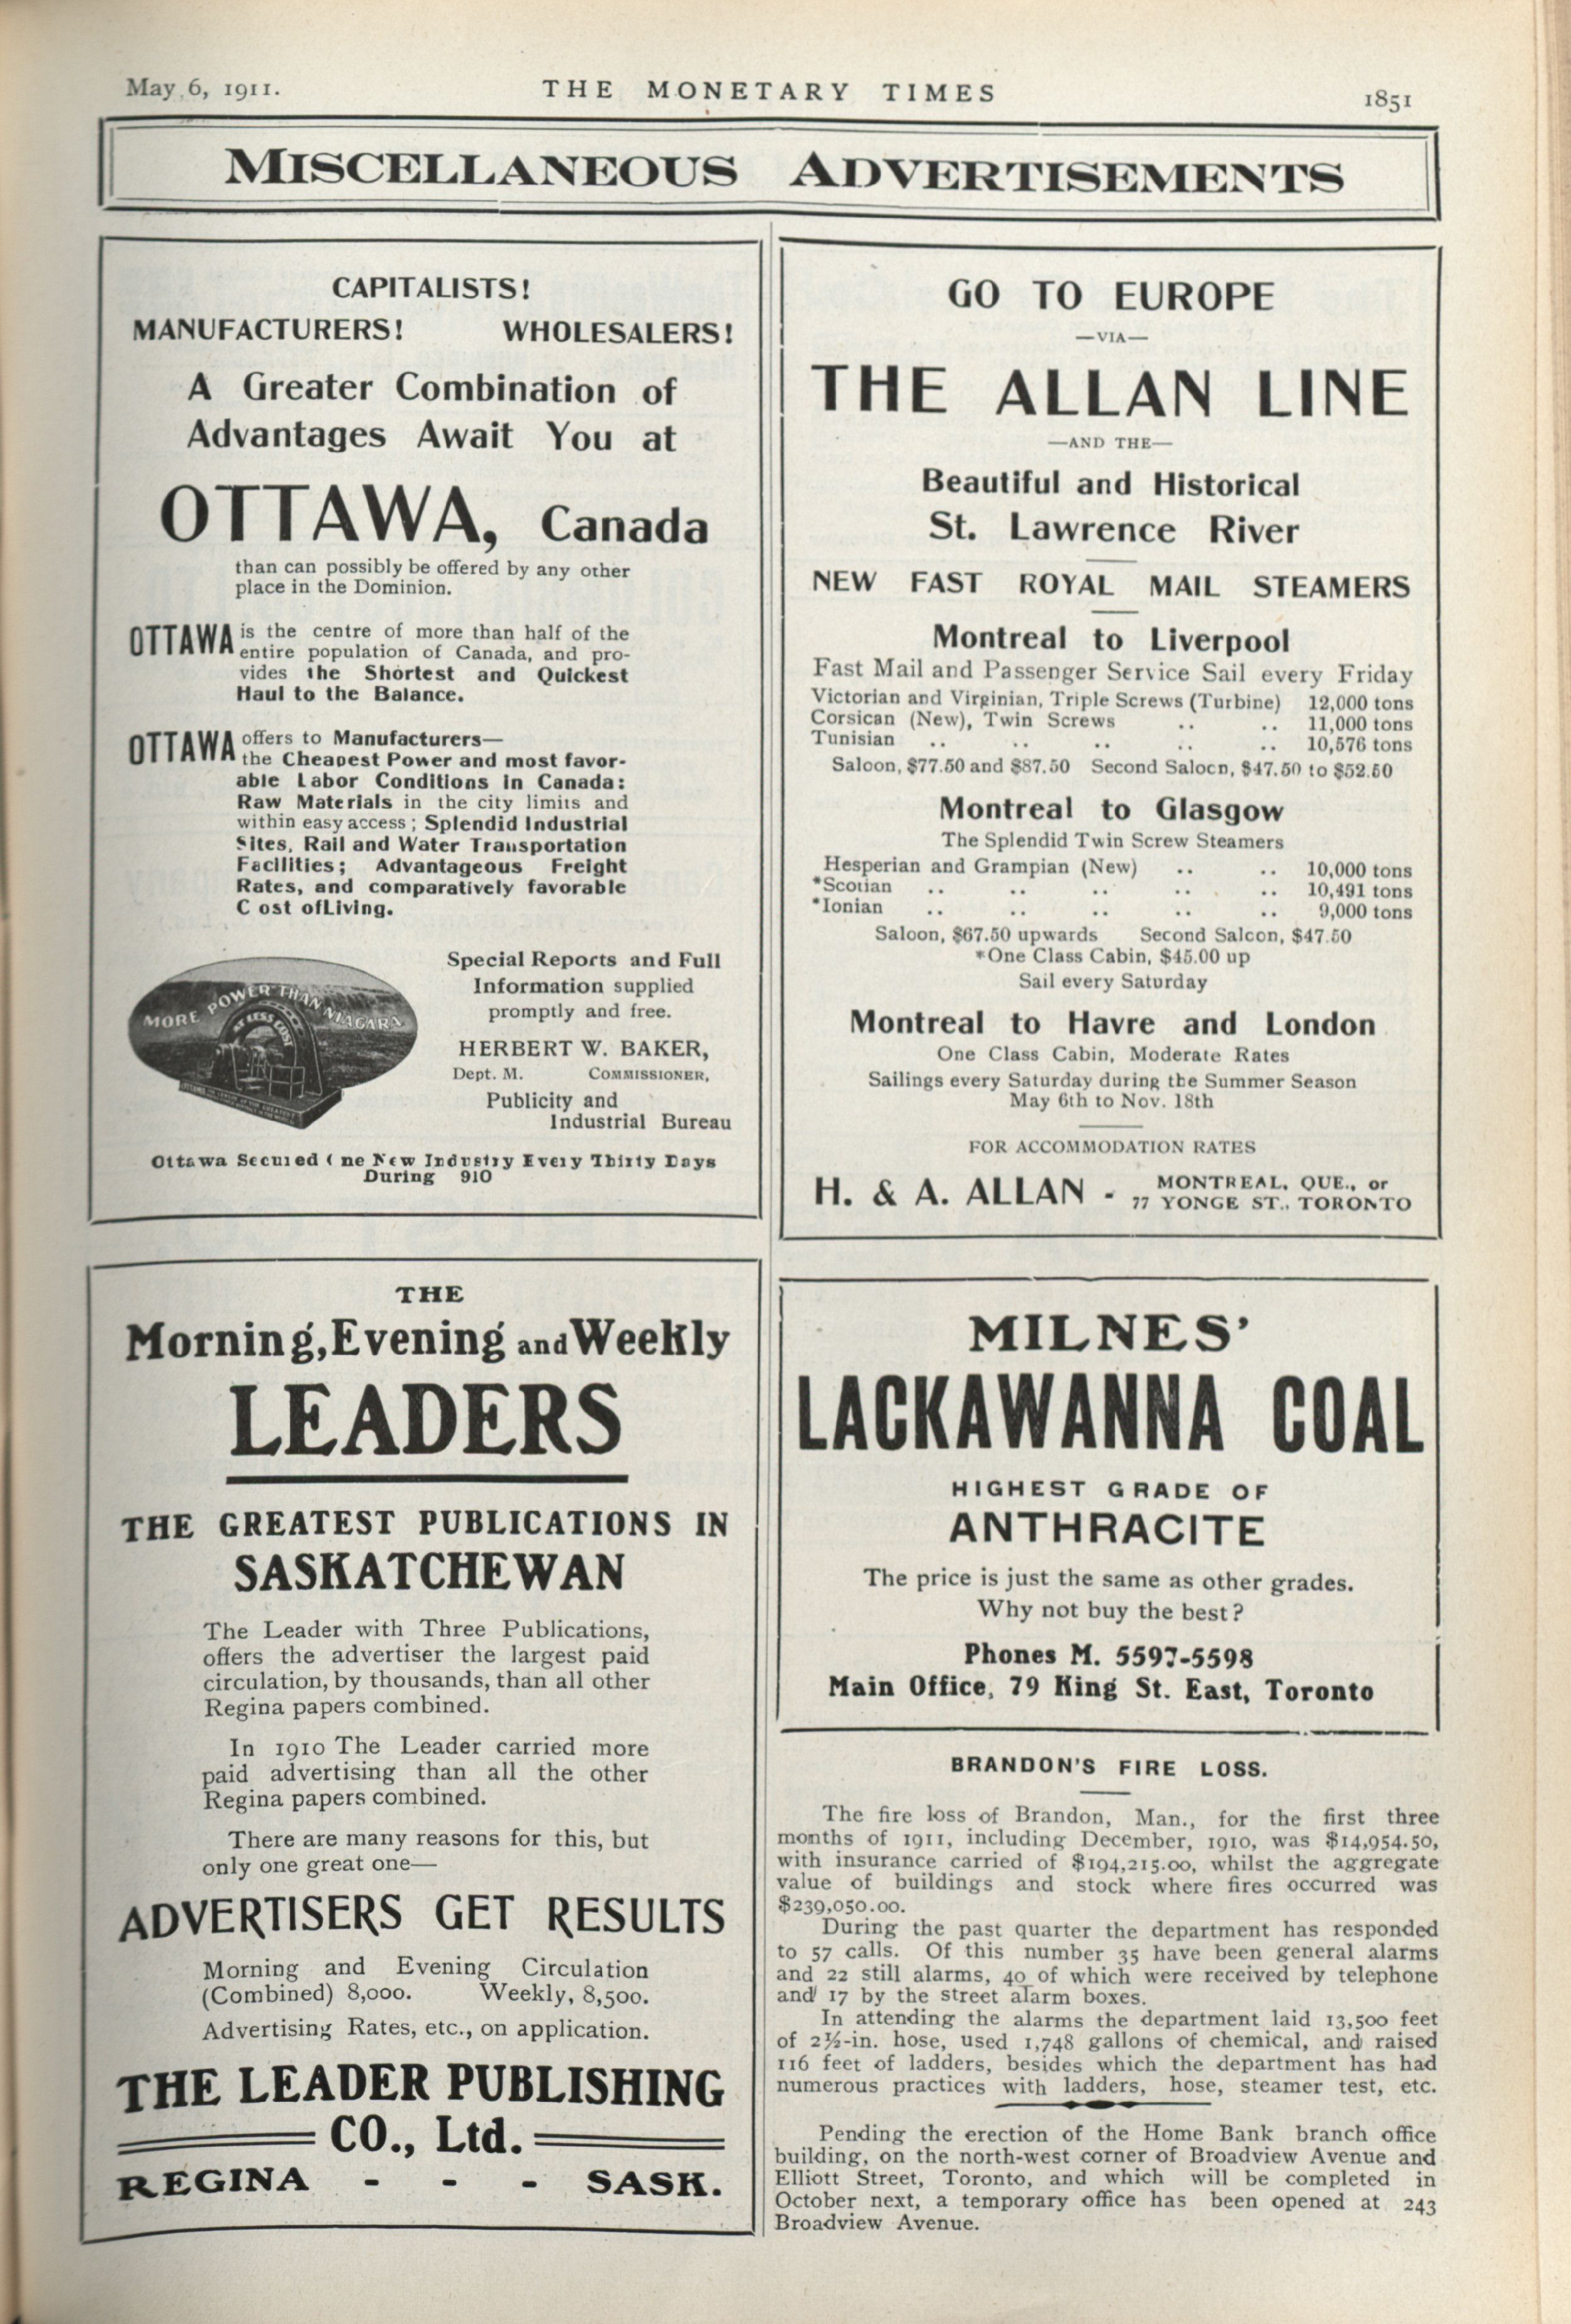 May 6, 1911.
THE MONETARY TIMES
1851
MISCELLANEOUS ADVERTISEMENTS
CAPITALISTS!
MANUFACTURERS! WHOLESALERS!
A Greater Combination of
Advantages Await You at
OTTAWA, Canada
than can possibly be offered by any other
place in the Dominion.
OTTAWA is the centre of more than half of the
entire population of Canada, and pro-
vides the Shortest and Quickest
Haul to the Balance.
OTTAWA offers to Manufacturers—
the Cheapest Power and most favor-
able Labor Conditions in Canada:
Raw Materials in the city limits and
within easy access; Splendid Industrial
Sites, Rail and Water Transportation
Facilities; Advantageous Freight
Rates, and comparatively favorable
C ost ofLiving.
MORE POWER THAN NIAGARA
AT LESS COST
Special Reports and Full
Information supplied
promptly and free.
HERBERT W. BAKER,
Dept. M. COMMISSIONER,
Publicity and
Industrial Bureau
Ottawa Secured One New Industry Every Thirty Days
During 910
THE
Morning, Evening and Weekly
LEADERS
THE GREATEST PUBLICATIONS IN
SASKATCHEWAN
The Leader with Three Publications,
offers the advertiser the largest paid
circulation, by thousands, than all other
Regina papers combined.
In 1910 The Leader carried more
paid advertising than all the other
Regina papers combined.
There are many reasons for this, but
only one great one—
ADVERTISERS GET RESULTS
Morning and Evening Circulation
(Combined) 8,000. Weekly, 8,500.
Advertising Rates, etc., on application.
THE LEADER PUBLISHING
CO., Ltd.
REGINA - - - SASK.
GO TO EUROPE
—VIA—
THE ALLAN LINE
—AND THE—
Beautiful and Historical
St. Lawrence River
NEW FAST ROYAL MAIL STEAMERS
Montreal to Liverpool
Fast Mail and Passenger Service Sail every Friday
Victorian and Virginian, Triple Screws (Turbine) 12,000 tons
Corsican (New), Twin Screws .. .. 11,000 tons
Tunisian .. .. .. .. .. 10,576 tons
Saloon, $77.50 and $87.50 Second Saloon, $47.50 to $52.50
Montreal to Glasgow
The Splendid Twin Screw Steamers
Hesperian and Grampian (New) .. .. 10,000 tons
*Scotian .. .. .. .. .. 10,491 tons
*Ionian .. .. .. .. .. 9,000 tons
Saloon, $67.50 upwards Second Saloon, $47.50
*One Class Cabin, $45.00 up
Sail every Saturday
Montreal to Havre and London
One Class Cabin, Moderate Rates
Sailings every Saturday during the Summer Season
May 6th to Nov. 18th
FOR ACCOMMODATION RATES
H. & A. ALLAN - MONTREAL, QUE., or
77 YONGE ST., TORONTO
MILNES'
LACKAWANNA COAL
HIGHEST GRADE OF
ANTHRACITE
The price is just the same as other grades.
Why not buy the best?
Phones M. 5597-5598
Main Office, 79 King St. East, Toronto
BRANDON'S FIRE LOSS.
The fire loss of Brandon, Man., for the first three
months of 1911, including December, 1910, was $14,954.50,
with insurance carried of $194,215.00, whilst the aggregate
value of buildings and stock where fires occurred was
$239,050.00.
During the past quarter the department has responded
to 57 calls. Of this number 35 have been general alarms
and 22 still alarms, 40 of which were received by telephone
and 17 by the street alarm boxes.
In attending the alarms the department laid 13,500 feet
of 2½-in. hose, used 1,748 gallons of chemical, and raised
116 feet of ladders, besides which the department has had
numerous practices with ladders, hose, steamer test, etc.
Pending the erection of the Home Bank branch office
building, on the north-west corner of Broadview Avenue and
Elliott Street, Toronto, and which will be completed in
October next, a temporary office has been opened at 243
Broadview Avenue.